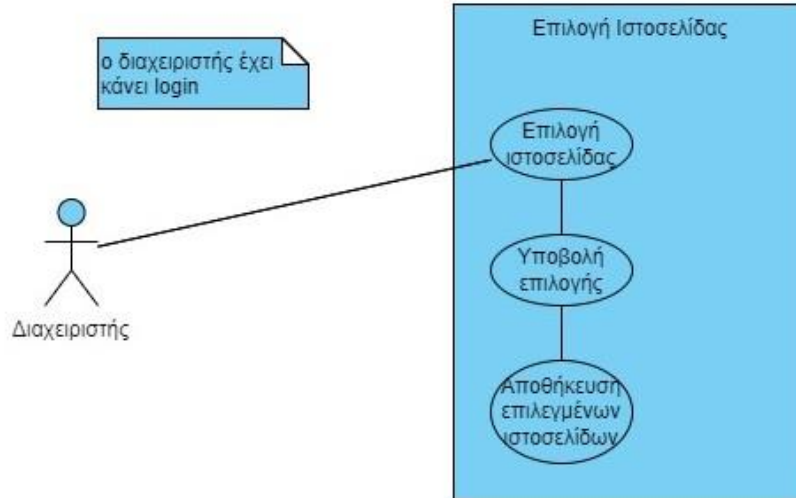 Επιλογή Ιστοσελίδας
ο διαχειριστής έχει
κάνει login
Επιλογή
ιστοσελίδας
Υποβολή
επιλογής
Διαχειριστής
Αποθήκευση
επιλεγμένων
ιστοσελίδων